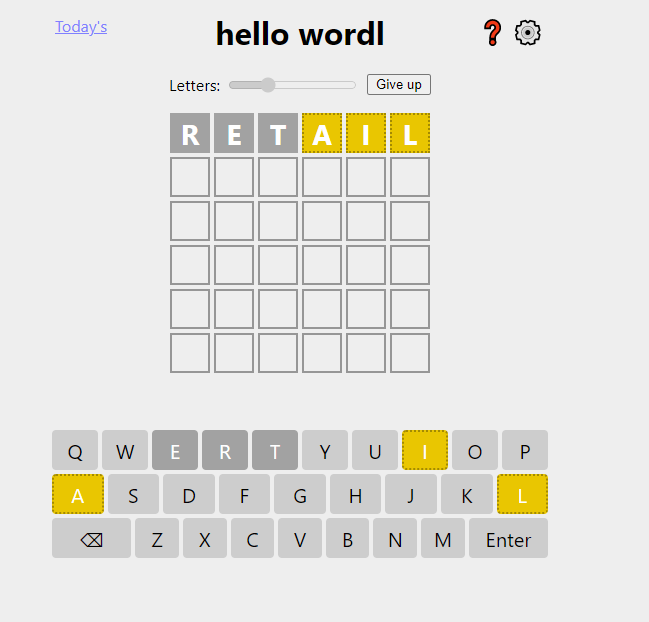 Today's
hello wordl
❓
Letters:
Give up
R E T A I L
Q W E R T Y U I O P
A S D F G H J K L
⌫ Z X C V B N M Enter